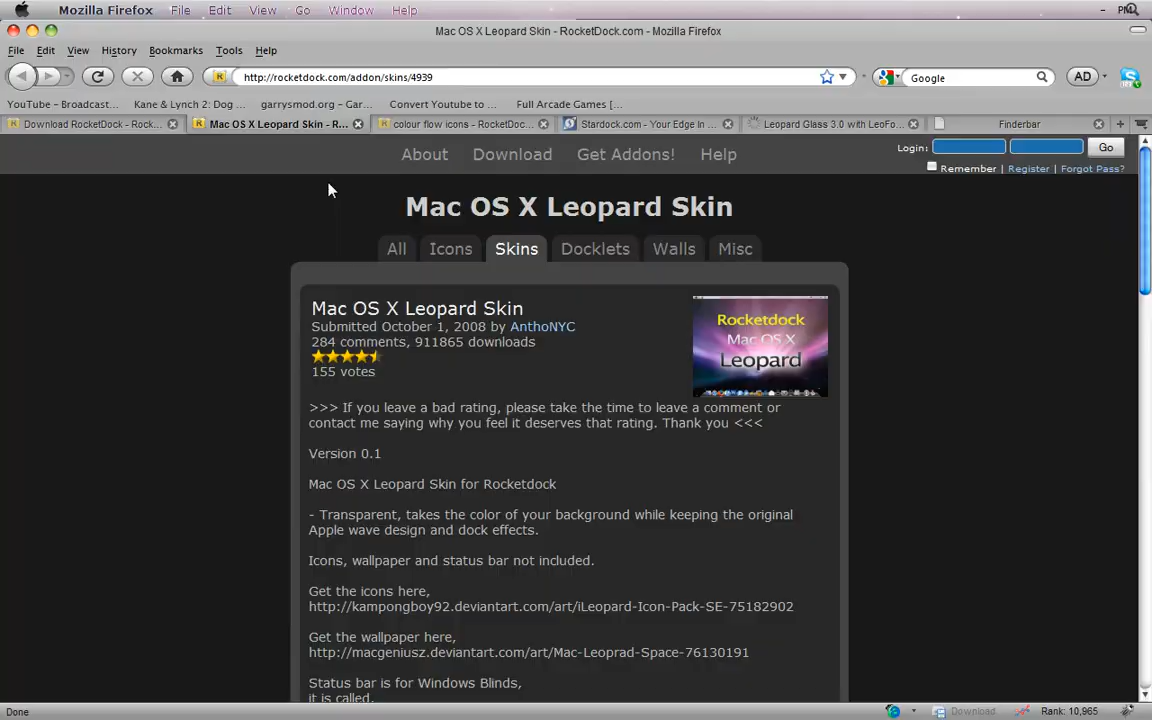 Mozilla Firefox File Edit View Go Window Help PM
Mac OS X Leopard Skin - RocketDock.com - Mozilla Firefox
File Edit View History Bookmarks Tools Help
http://rocketdock.com/addon/skins/4939 Google AD
YouTube - Broadcast... Kane & Lynch 2: Dog ... garrysmod.org - Gar... Convert Youtube to ... Full Arcade Games [...
Download RocketDock - Rock... Mac OS X Leopard Skin - R... colour flow icons - RocketDoc... Stardock.com - Your Edge In ... Leopard Glass 3.0 with LeoFo... Finderbar
About Download Get Addons! Help Login: Go
Remember | Register | Forgot Pass?
Mac OS X Leopard Skin
All Icons Skins Docklets Walls Misc
Mac OS X Leopard Skin
Submitted October 1, 2008 by AnthoNYC
284 comments, 911865 downloads
155 votes
Rocketdock
Mac OS X
Leopard
>>> If you leave a bad rating, please take the time to leave a comment or
contact me saying why you feel it deserves that rating. Thank you <<<
Version 0.1
Mac OS X Leopard Skin for Rocketdock
- Transparent, takes the color of your background while keeping the original
Apple wave design and dock effects.
Icons, wallpaper and status bar not included.
Get the icons here,
http://kampongboy92.deviantart.com/art/iLeopard-Icon-Pack-SE-75182902
Get the wallpaper here,
http://macgeniusz.deviantart.com/art/Mac-Leoprad-Space-76130191
Status bar is for Windows Blinds,
it is called.
Done Download. Rank: 10,965